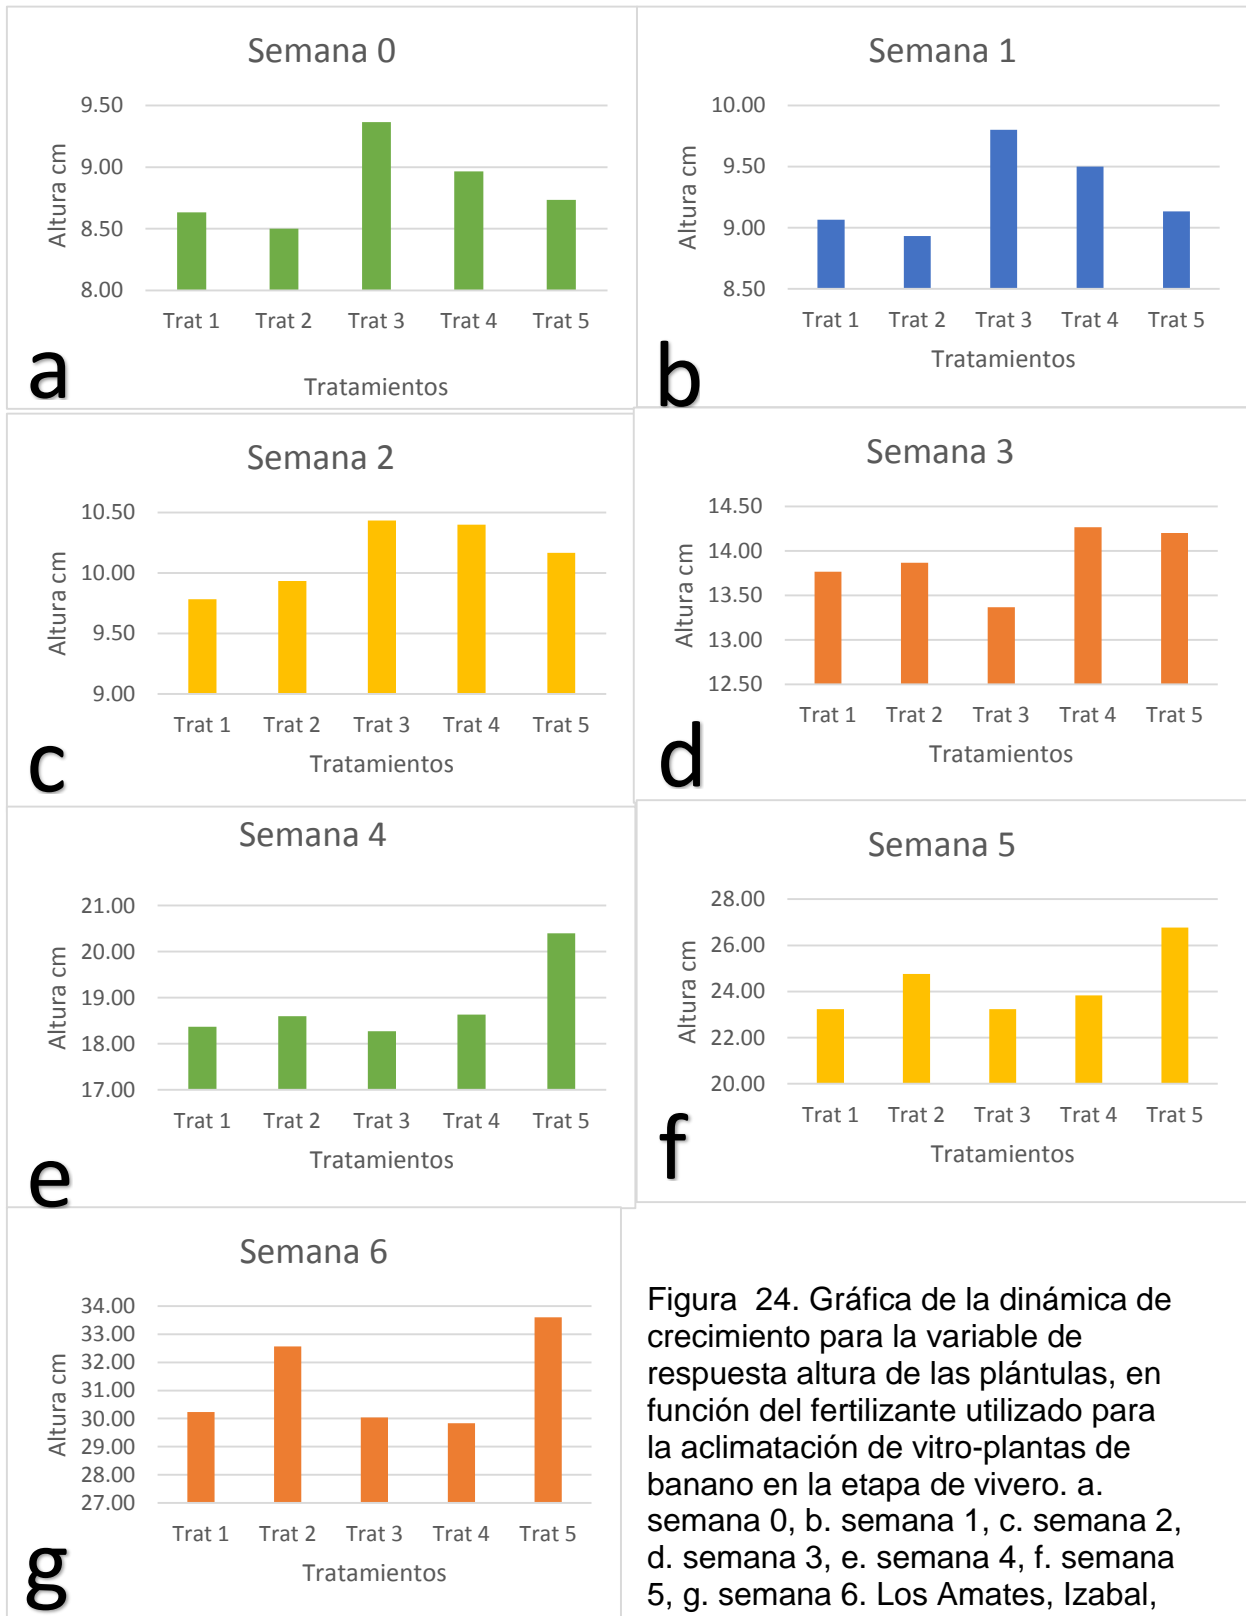 Semana 0
9.50
9.00
8.50
8.00
Altura cm
Trat 1 Trat 2 Trat 3 Trat 4 Trat 5
Tratamientos
a
Semana 1
10.00
9.50
9.00
8.50
Altura cm
Trat 1 Trat 2 Trat 3 Trat 4 Trat 5
Tratamientos
b
Semana 2
10.50
10.00
9.50
9.00
Altura cm
Trat 1 Trat 2 Trat 3 Trat 4 Trat 5
Tratamientos
c
Semana 3
14.50
14.00
13.50
13.00
12.50
Altura cm
Trat 1 Trat 2 Trat 3 Trat 4 Trat 5
Tratamientos
d
Semana 4
21.00
20.00
19.00
18.00
17.00
Altura cm
Trat 1 Trat 2 Trat 3 Trat 4 Trat 5
Tratamientos
e
Semana 5
28.00
26.00
24.00
22.00
20.00
Altura cm
Trat 1 Trat 2 Trat 3 Trat 4 Trat 5
Tratamientos
f
Semana 6
34.00
33.00
32.00
31.00
30.00
29.00
28.00
27.00
Altura cm
Trat 1 Trat 2 Trat 3 Trat 4 Trat 5
Tratamientos
g
Figura 24. Gráfica de la dinámica de
crecimiento para la variable de
respuesta altura de las plántulas, en
función del fertilizante utilizado para
la aclimatación de vitro-plantas de
banano en la etapa de vivero. a.
semana 0, b. semana 1, c. semana 2,
d. semana 3, e. semana 4, f. semana
5, g. semana 6. Los Amates, Izabal,